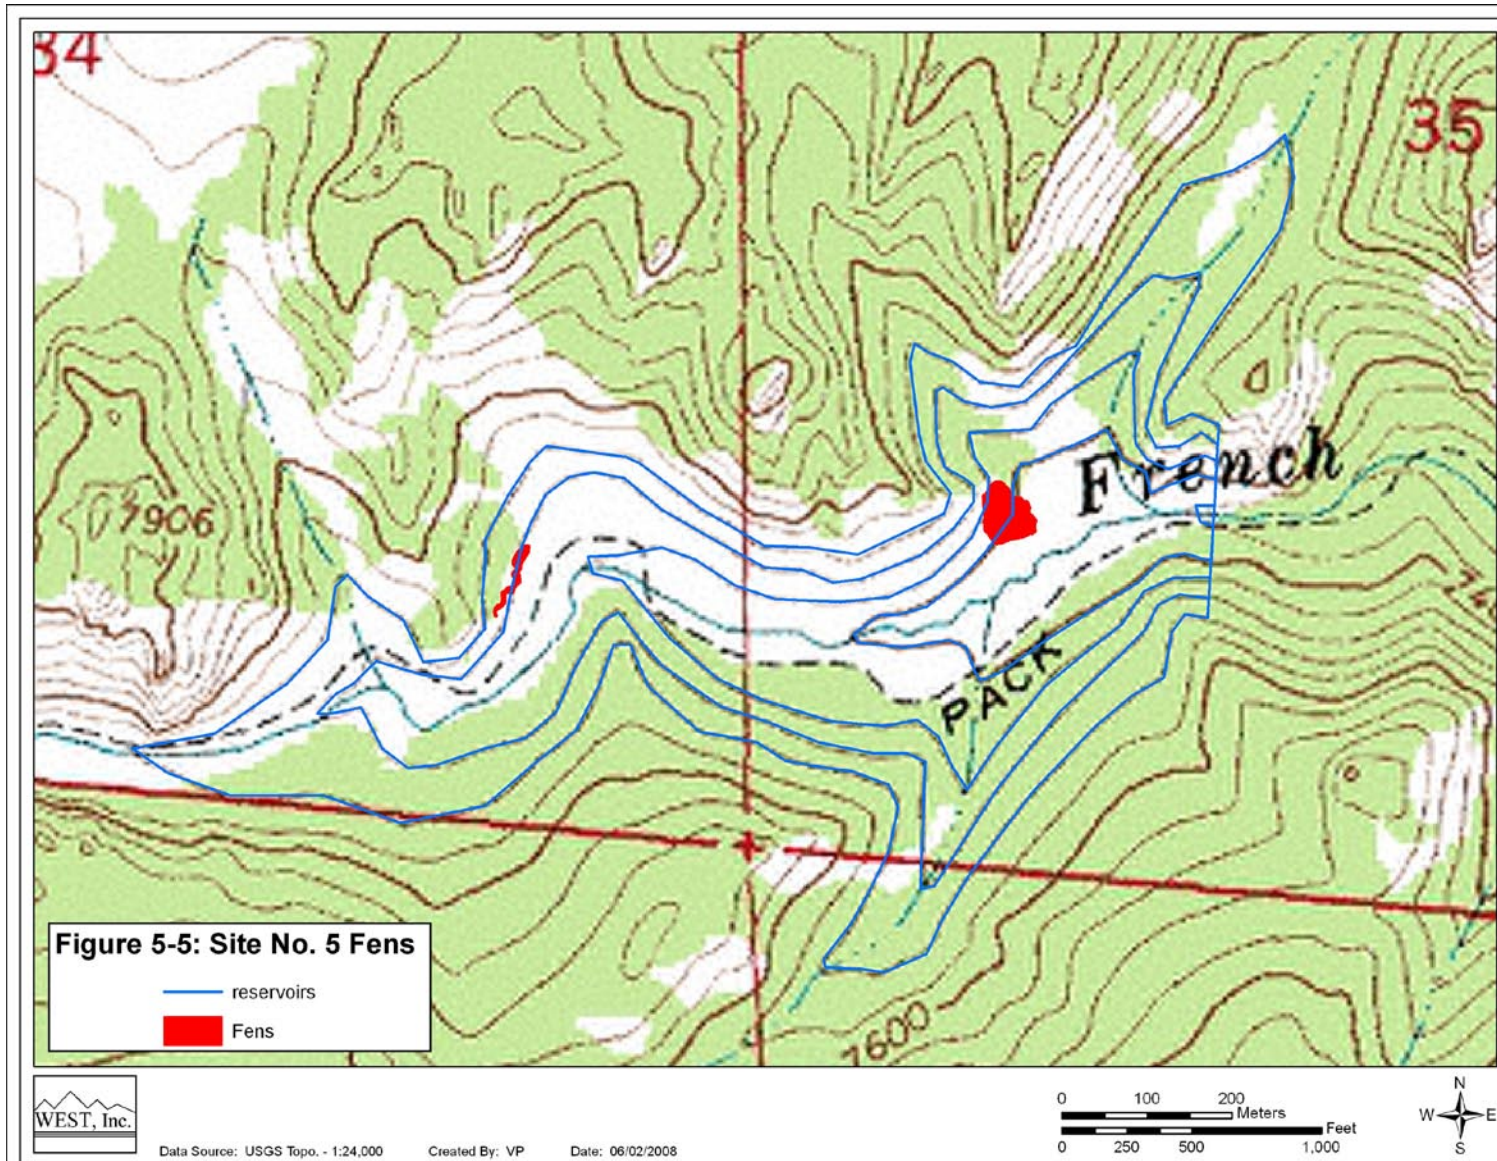 34
35
French
7906
PACK
7600
Figure 5-5: Site No. 5 Fens
reservoirs
Fens
WEST, Inc.
Data Source: USGS Topo. - 1:24,000 Created By: VP Date: 06/02/2008
0 100 200
Meters
Feet
0 250 500 1,000
N
W E
S